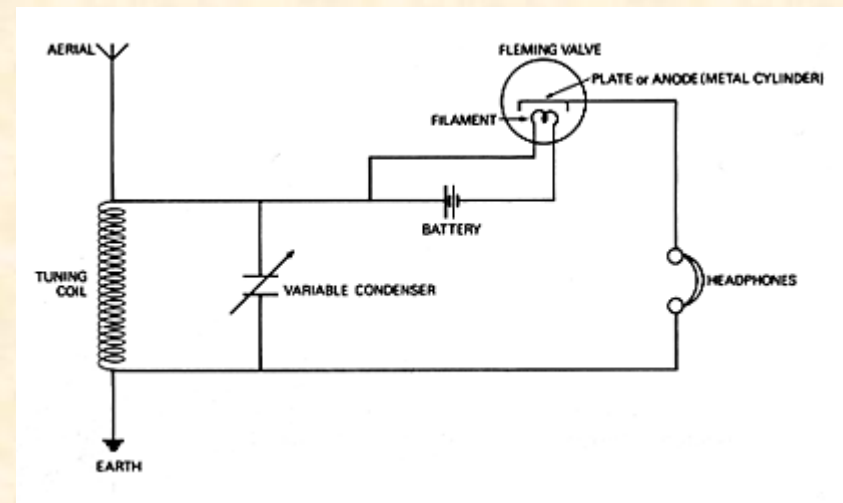 AERIAL
FLEMING VALVE
PLATE or ANODE (METAL CYLINDER)
FILAMENT
BATTERY
TUNING
COIL
VARIABLE CONDENSER
HEADPHONES
EARTH